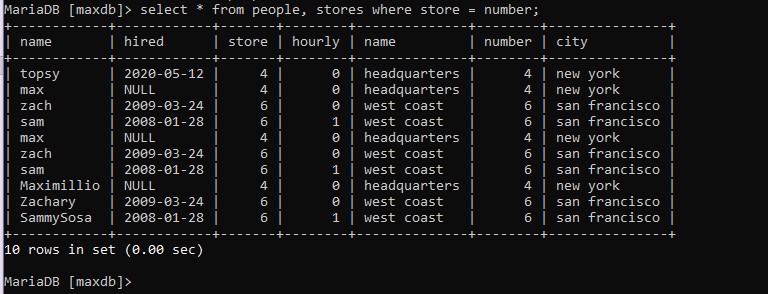 MariaDB [maxdb]> select * from people, stores where store = number;
+------------+------------+-------+--------+--------------+--------+---------------+
| name       | hired      | store | hourly | name         | number | city          |
+------------+------------+-------+--------+--------------+--------+---------------+
| topsy      | 2020-05-12 |     4 |      0 | headquarters |      4 | new york      |
| max        | NULL       |     4 |      0 | headquarters |      4 | new york      |
| zach       | 2009-03-24 |     6 |      0 | west coast   |      6 | san francisco |
| sam        | 2008-01-28 |     6 |      1 | west coast   |      6 | san francisco |
| max        | NULL       |     4 |      0 | headquarters |      4 | new york      |
| zach       | 2009-03-24 |     6 |      0 | west coast   |      6 | san francisco |
| sam        | 2008-01-28 |     6 |      1 | west coast   |      6 | san francisco |
| Maximillio | NULL       |     4 |      0 | headquarters |      4 | new york      |
| Zachary    | 2009-03-24 |     6 |      0 | west coast   |      6 | san francisco |
| SammySosa  | 2008-01-28 |     6 |      1 | west coast   |      6 | san francisco |
+------------+------------+-------+--------+--------------+--------+---------------+
10 rows in set (0.00 sec)
MariaDB [maxdb]>